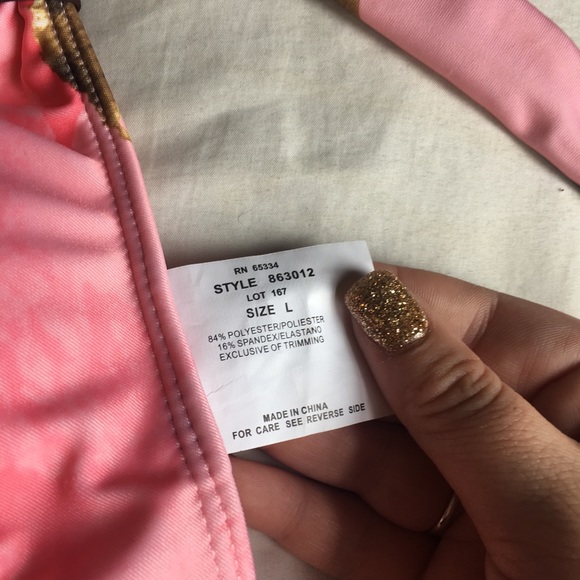 RN 65334
STYLE 863012
LOT 167
SIZE L
84% POLYESTER/POLIESTER
16% SPANDEX/ELASTANO
EXCLUSIVE OF TRIMMING
MADE IN CHINA
FOR CARE SEE REVERSE SIDE